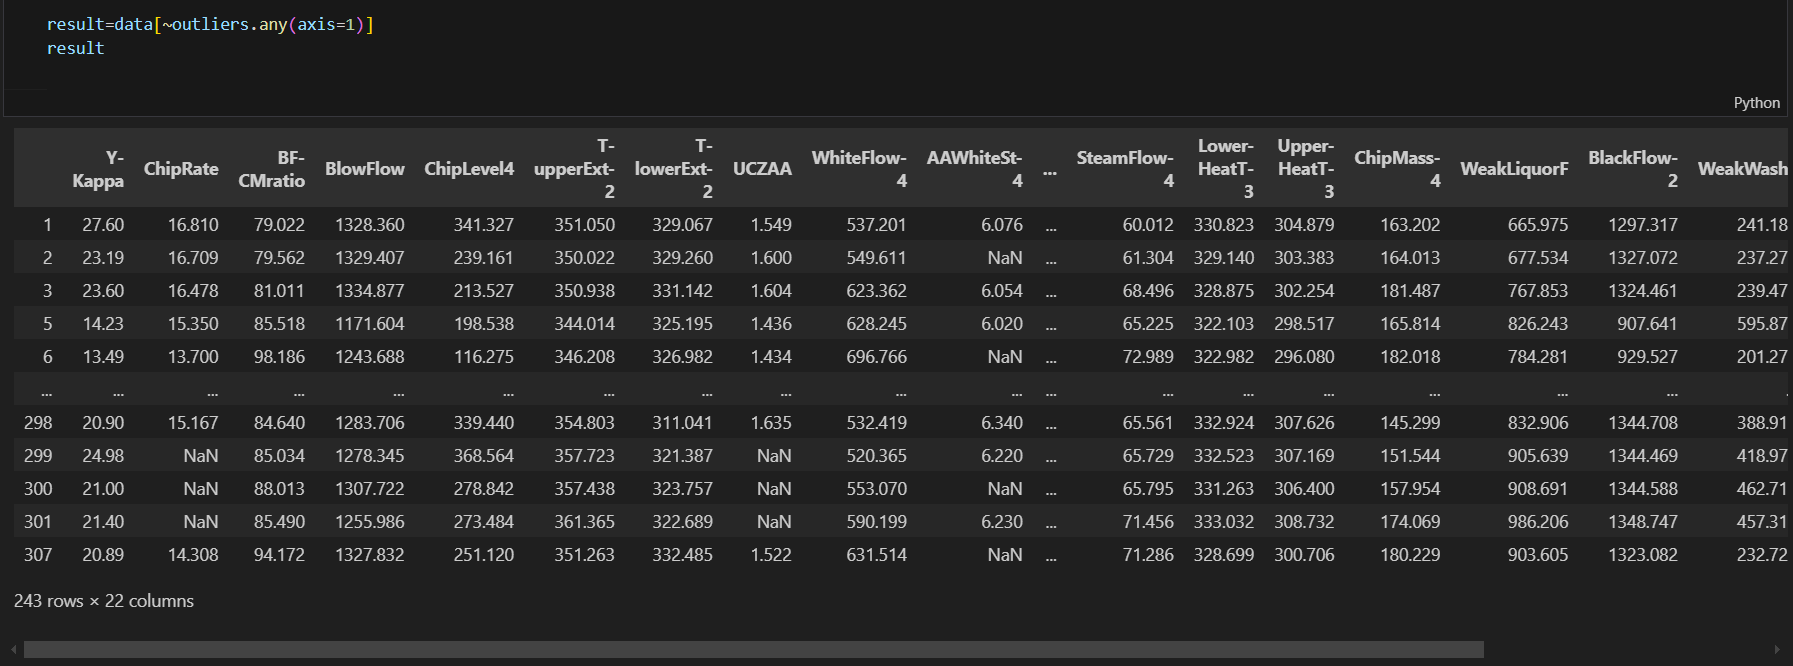 result=data[~outliers.any(axis=1)]
result
Python
Y-Kappa ChipRate BF-CMratio BlowFlow ChipLevel4 T-upperExt-2 T-lowerExt-2 UCZAA WhiteFlow-4 AAWhiteSt-4 ... SteamFlow-4 Lower-HeatT-3 Upper-HeatT-3 ChipMass-4 WeakLiquorF BlackFlow-2 WeakWash
1 27.60 16.810 79.022 1328.360 341.327 351.050 329.067 1.549 537.201 6.076 ... 60.012 330.823 304.879 163.202 665.975 1297.317 241.18
2 23.19 16.709 79.562 1329.407 239.161 350.022 329.260 1.600 549.611 NaN ... 61.304 329.140 303.383 164.013 677.534 1327.072 237.27
3 23.60 16.478 81.011 1334.877 213.527 350.938 331.142 1.604 623.362 6.054 ... 68.496 328.875 302.254 181.487 767.853 1324.461 239.47
5 14.23 15.350 85.518 1171.604 198.538 344.014 325.195 1.436 628.245 6.020 ... 65.225 322.103 298.517 165.814 826.243 907.641 595.87
6 13.49 13.700 98.186 1243.688 116.275 346.208 326.982 1.434 696.766 NaN ... 72.989 322.982 296.080 182.018 784.281 929.527 201.27
... ... ... ... ... ... ... ... ... ... ... ... ... ... ... ... ... ... .
298 20.90 15.167 84.640 1283.706 339.440 354.803 311.041 1.635 532.419 6.340 ... 65.561 332.924 307.626 145.299 832.906 1344.708 388.91
299 24.98 NaN 85.034 1278.345 368.564 357.723 321.387 NaN 520.365 6.220 ... 65.729 332.523 307.169 151.544 905.639 1344.469 418.97
300 21.00 NaN 88.013 1307.722 278.842 357.438 323.757 NaN 553.070 NaN ... 65.795 331.263 306.400 157.954 908.691 1344.588 462.71
301 21.40 NaN 85.490 1255.986 273.484 361.365 322.689 NaN 590.199 6.230 ... 71.456 333.032 308.732 174.069 986.206 1348.747 457.31
307 20.89 14.308 94.172 1327.832 251.120 351.263 332.485 1.522 631.514 NaN ... 71.286 328.699 300.706 180.229 903.605 1323.082 232.72
243 rows × 22 columns